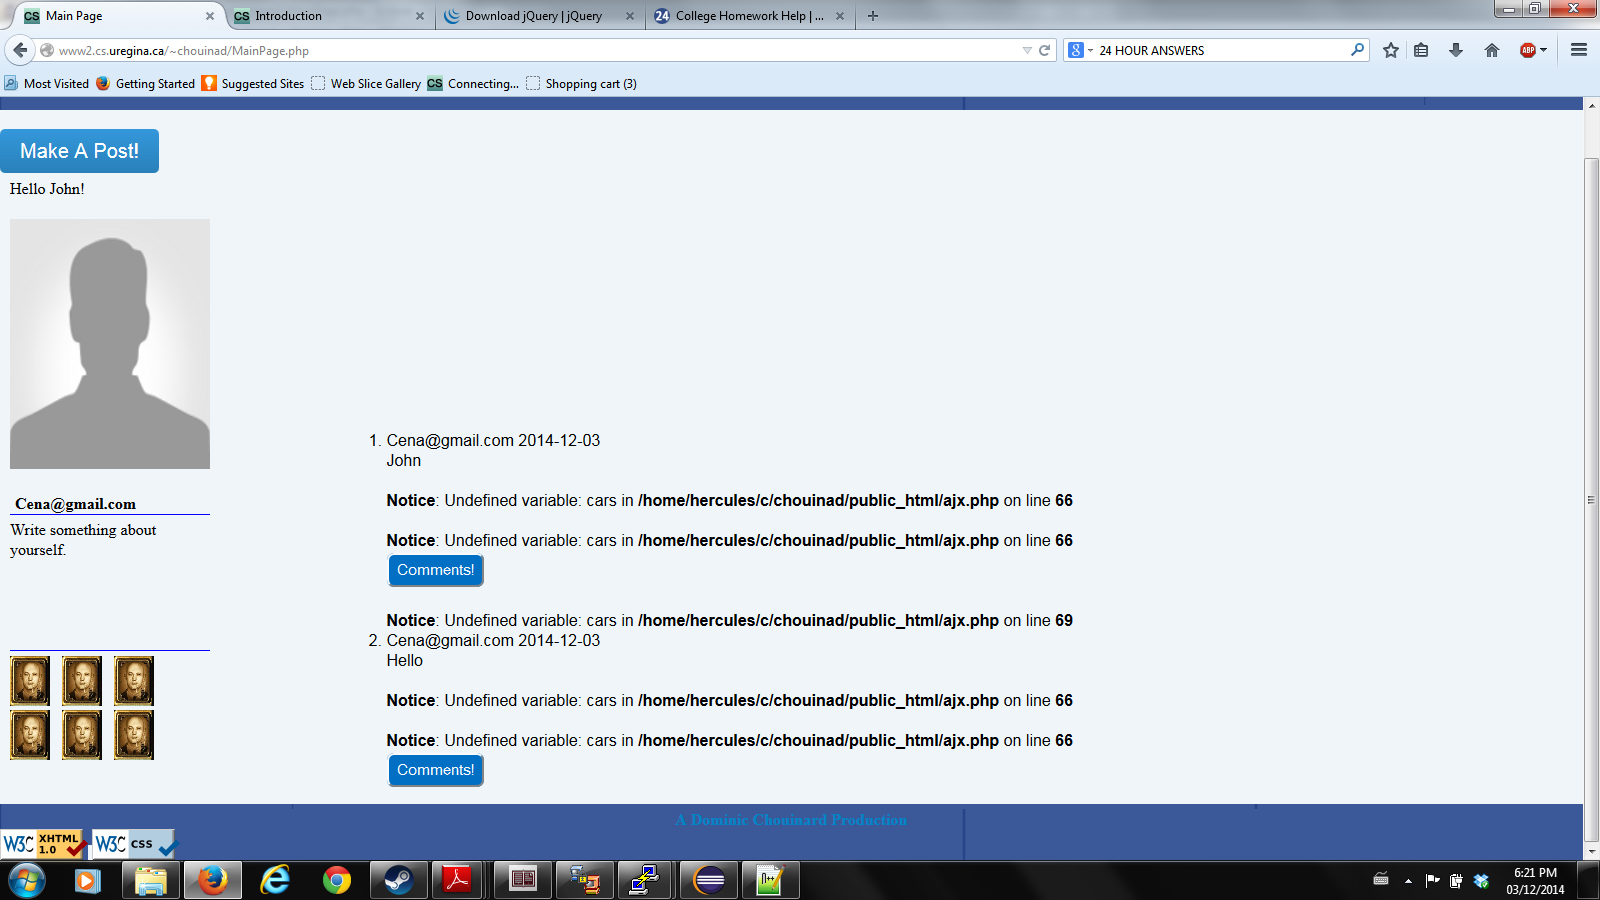 Main Page
Introduction
Download jQuery | jQuery
24 College Homework Help | ...
www2.cs.uregina.ca/~chouinad/MainPage.php
24 HOUR ANSWERS
ABP
Most Visited
Getting Started
Suggested Sites
Web Slice Gallery
CS Connecting...
Shopping cart (3)
Make A Post!
Hello John!
Cena@gmail.com
Write something about
yourself.
1. Cena@gmail.com 2014-12-03
John
Notice: Undefined variable: cars in /home/hercules/c/chouinad/public_html/ajx.php on line 66
Notice: Undefined variable: cars in /home/hercules/c/chouinad/public_html/ajx.php on line 66
Comments!
Notice: Undefined variable: cars in /home/hercules/c/chouinad/public_html/ajx.php on line 69
2. Cena@gmail.com 2014-12-03
Hello
Notice: Undefined variable: cars in /home/hercules/c/chouinad/public_html/ajx.php on line 66
Notice: Undefined variable: cars in /home/hercules/c/chouinad/public_html/ajx.php on line 66
Comments!
A Dominic Chouinard Production
W3C XHTML 1.0
W3C css
6:21 PM
03/12/2014